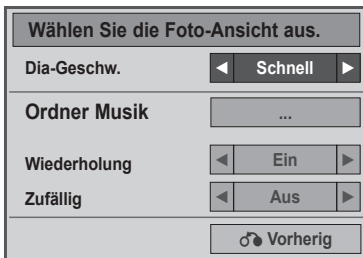 Wählen Sie die Foto-Ansicht aus.
Dia-Geschw. ◄ Schnell ►
Ordner Musik ...
Wiederholung ◄ Ein ►
Zufällig ◄ Aus ►
Vorherig